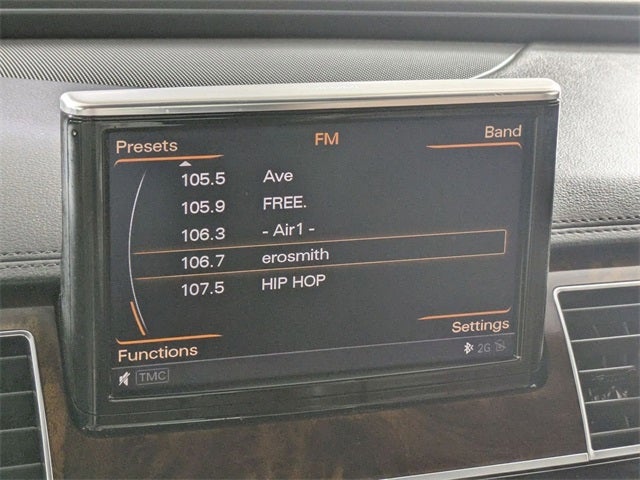 Presets FM Band
105.5 Ave
105.9 FREE.
106.3 - Air1 -
106.7 erosmith
107.5 HIP HOP
Functions Settings
TMC 2G